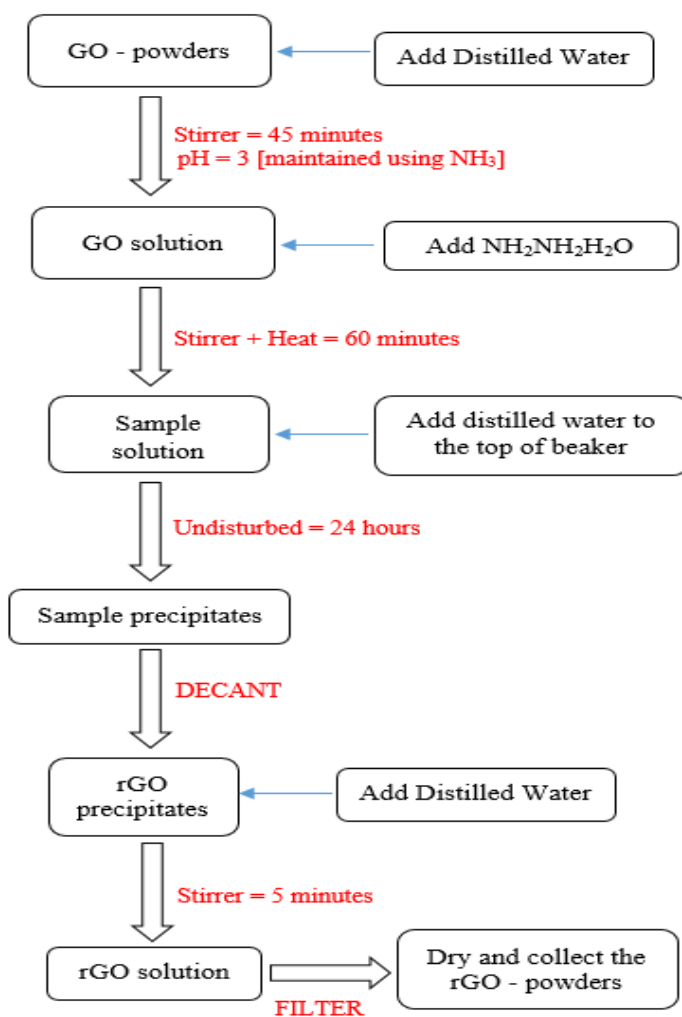 GO - powders
Add Distilled Water
Stirrer = 45 minutes
pH = 3 [maintained using NH₃]
GO solution
Add NH₂NH₂H₂O
Stirrer + Heat = 60 minutes
Sample
solution
Add distilled water to
the top of beaker
Undisturbed = 24 hours
Sample precipitates
DECANT
rGO
precipitates
Add Distilled Water
Stirrer = 5 minutes
rGO solution
FILTER
Dry and collect the
rGO - powders